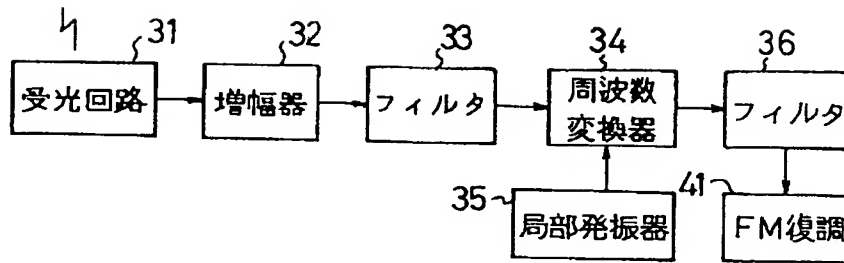 31
受光回路
32
増幅器
33
フィルタ
34
周波数
変換器
36
フィルタ
35
局部発振器
41
FM復調